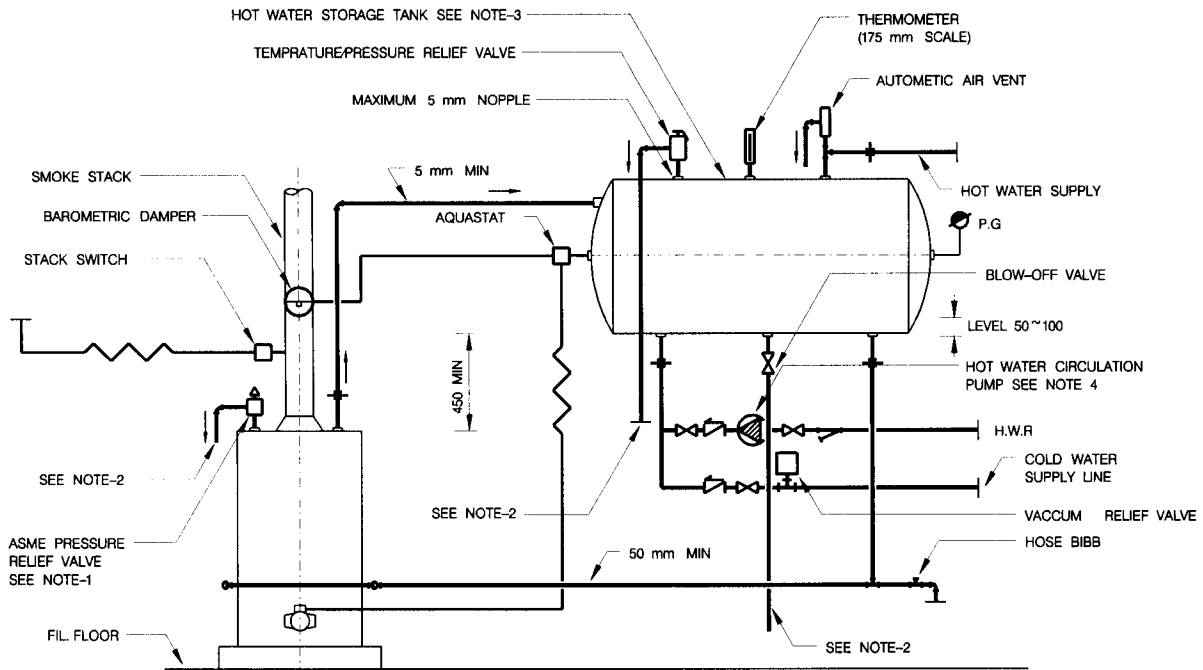 HOT WATER STORAGE TANK SEE NOTE-3
THERMOMETER
(175 mm SCALE)
TEMPRATURE/PRESSURE RELIEF VALVE
AUTOMETIC AIR VENT
MAXIMUM 5 mm NOPPLE
SMOKE STACK
5 mm MIN
HOT WATER SUPPLY
BAROMETRIC DAMPER
AQUASTAT
P.G
STACK SWITCH
BLOW-OFF VALVE
LEVEL 50~100
450 MIN
HOT WATER CIRCULATION
PUMP SEE NOTE 4
H.W.R
SEE NOTE-2
COLD WATER
SUPPLY LINE
SEE NOTE-2
VACCUM RELIEF VALVE
ASME PRESSURE
RELIEF VALVE
SEE NOTE-1
50 mm MIN
HOSE BIBB
FIL. FLOOR
SEE NOTE-2